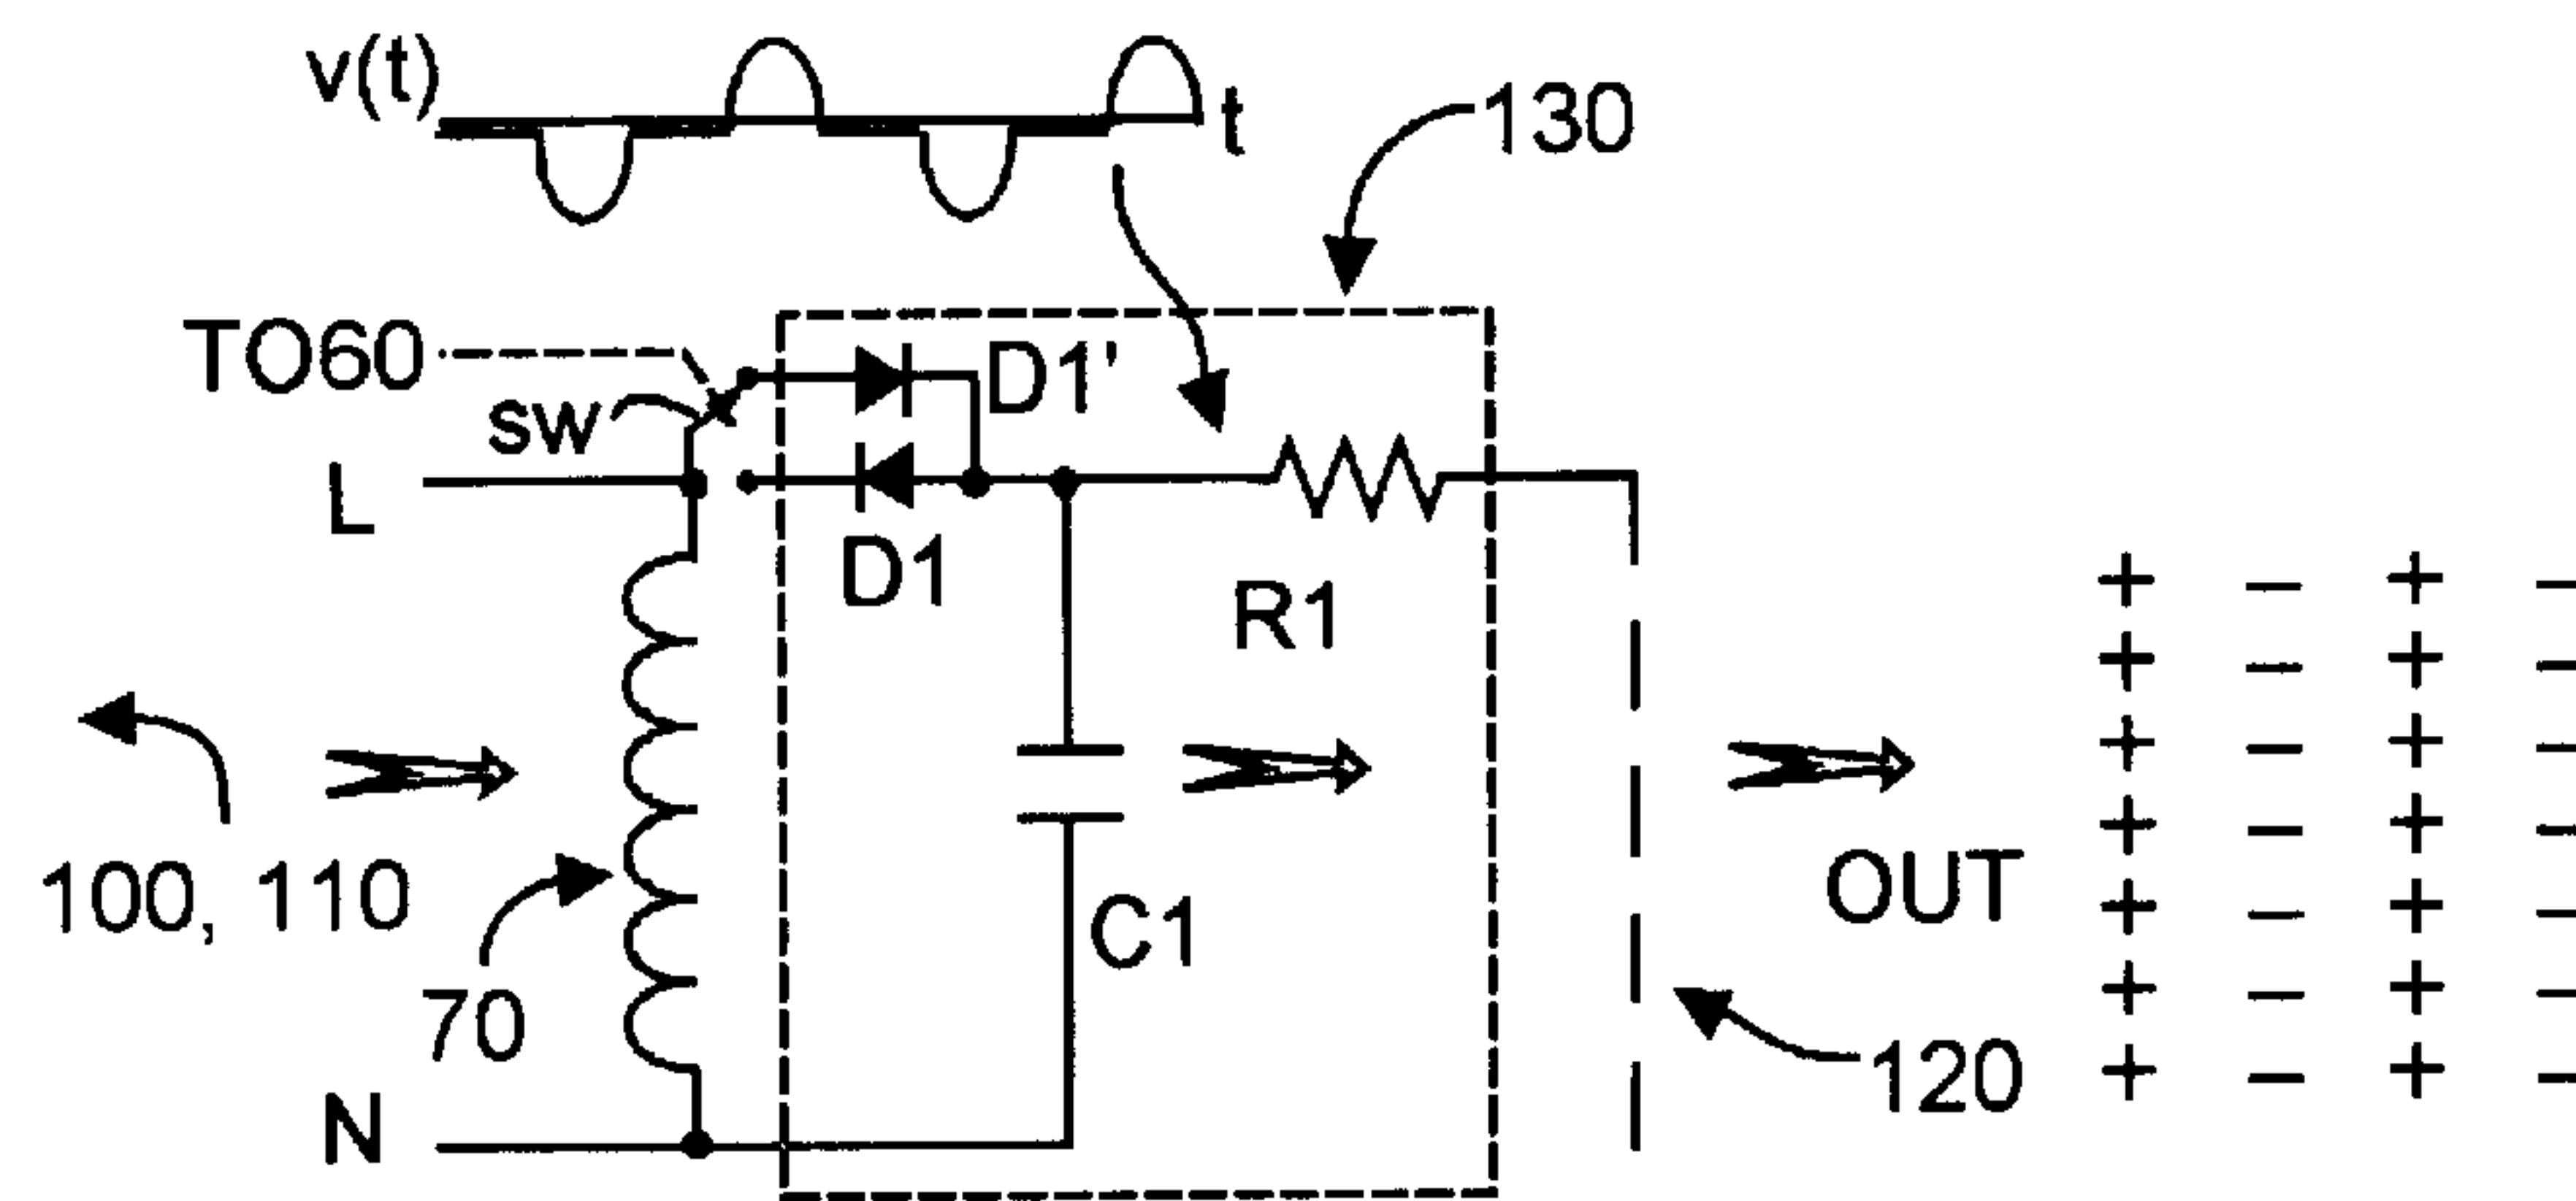 v(t)
t
130
TO60
D1'
sw
L
D1
R1
100, 110
OUT
C1
70
120
N
+ − + −
+ − + −
+ − + −
+ − + −
+ − + −
+ − + −
+ − + −